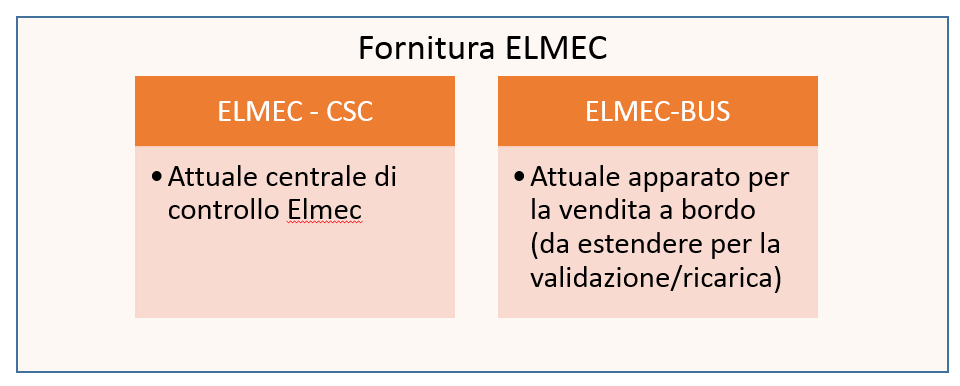 Fornitura ELMEC
ELMEC - CSC
• Attuale centrale di
controllo Elmec
ELMEC-BUS
• Attuale apparato per
la vendita a bordo
(da estendere per la
validazione/ricarica)